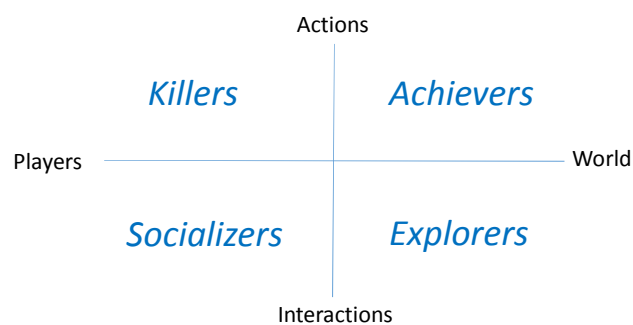 Actions
Killers
Achievers
Players
World
Socializers
Explorers
Interactions